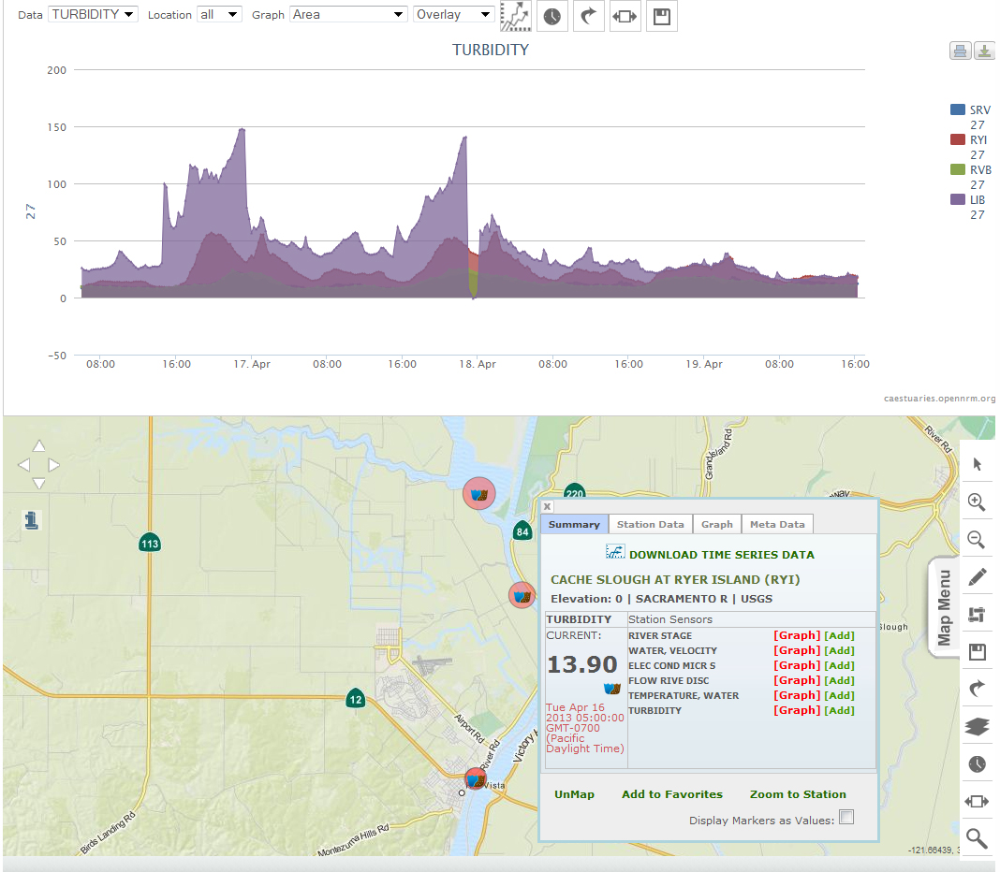 Data TURBIDITY Location all Graph Area Overlay
TURBIDITY
200
150
100
50
0
-50
27
08:00 16:00 17. Apr 08:00 16:00 18. Apr 08:00 16:00 19. Apr 08:00 16:00
SRV
27
RYI
27
RVB
27
LIB
27
caestuaries.opennrm.org
113
12
84
220
River Rd
Airport Rd
River Rd
Birds Landing Rd
Montezuma Hills Rd
Map Menu
x
Summary Station Data Graph Meta Data
DOWNLOAD TIME SERIES DATA
CACHE SLOUGH AT RYER ISLAND (RYI)
Elevation: 0 | SACRAMENTO R | USGS
TURBIDITY
CURRENT:
13.90
Tue Apr 16
2013 05:00:00
GMT-0700
(Pacific
Daylight Time)
Station Sensors
RIVER STAGE [Graph] [Add]
WATER, VELOCITY [Graph] [Add]
ELEC COND MICR S [Graph] [Add]
FLOW RIVE DISC [Graph] [Add]
TEMPERATURE, WATER [Graph] [Add]
TURBIDITY [Graph] [Add]
UnMap Add to Favorites Zoom to Station
Display Markers as Values:
-121.66439, 3